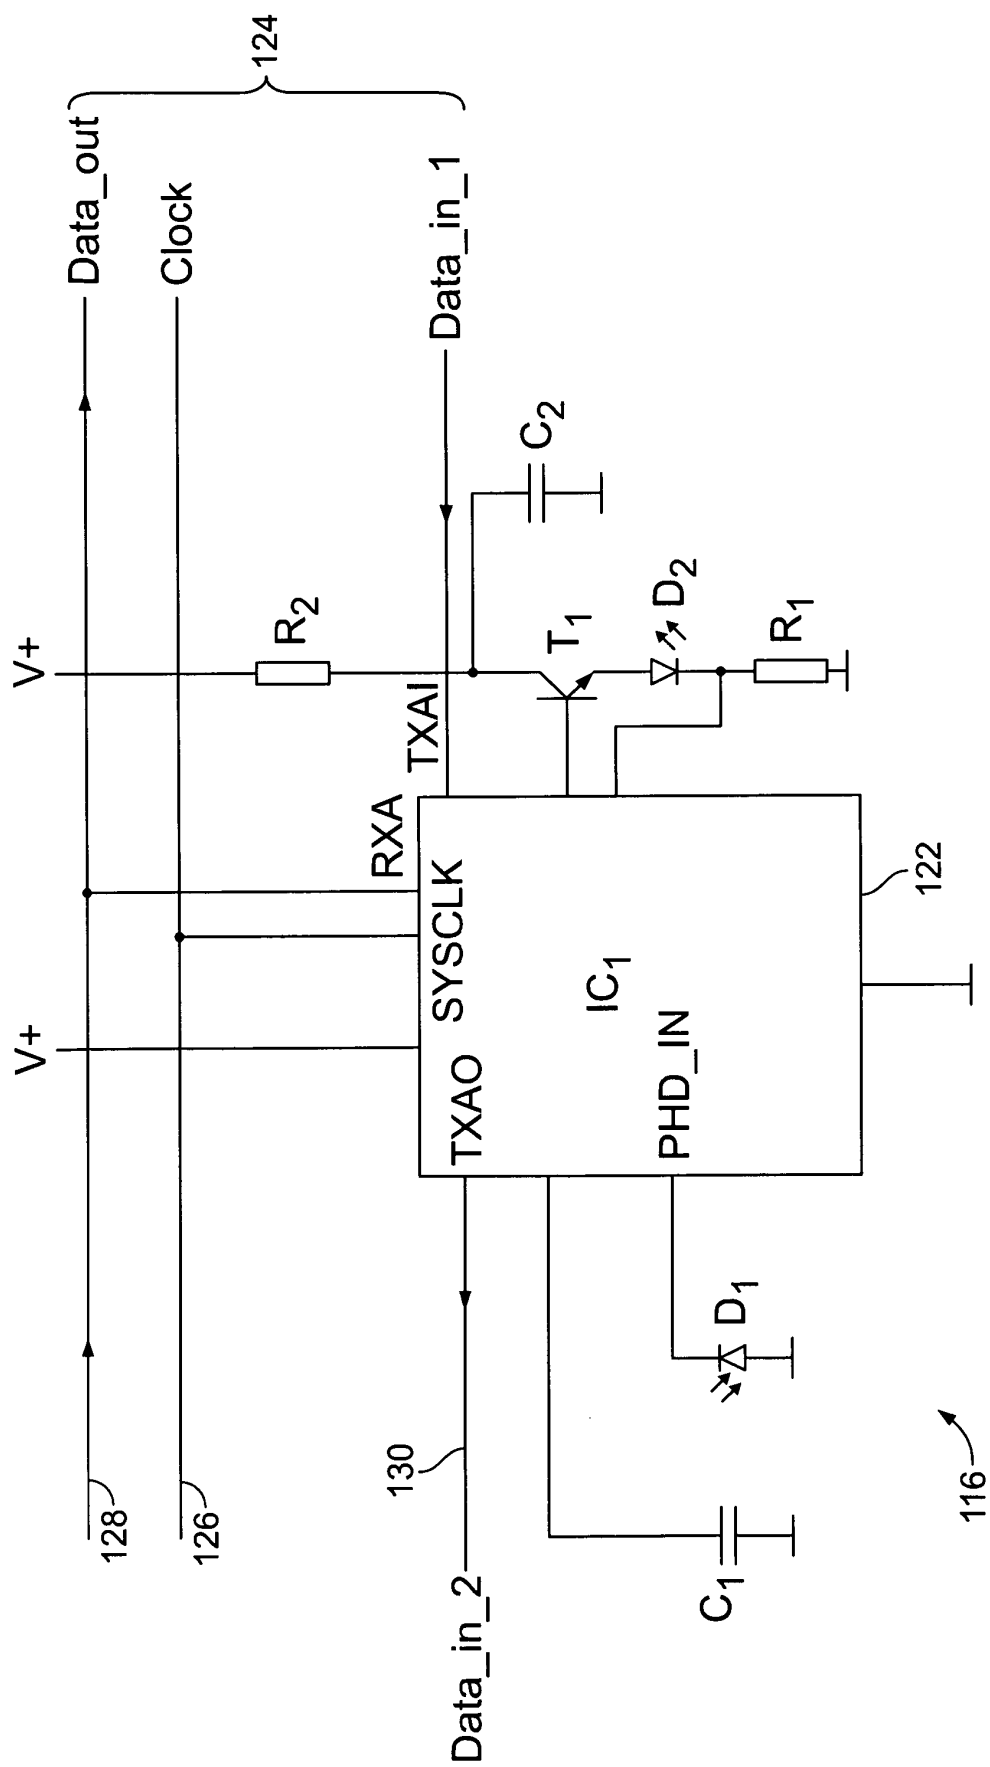 124
Data_out
Clock
Data_in_1
V+
R2
C2
TXAI
T1
D2
R1
RXA
SYSCLK
V+
TXAO
IC1
PHD_IN
122
D1
130
128
126
Data_in_2
C1
116